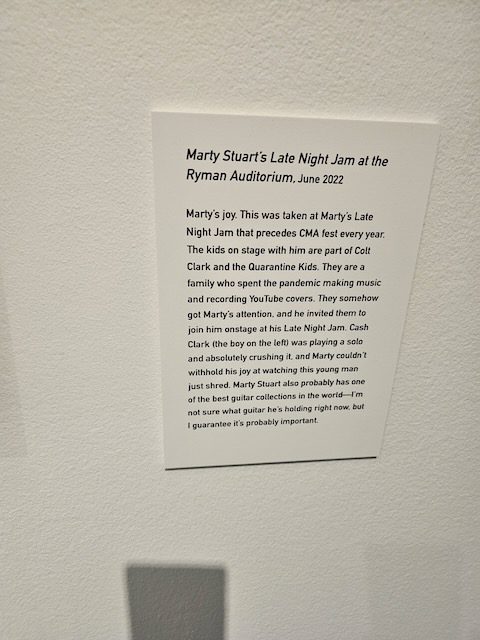 Marty Stuart's Late Night Jam at the
Ryman Auditorium, June 2022
Marty's joy. This was taken at Marty's Late
Night Jam that precedes CMA fest every year.
The kids on stage with him are part of Colt
Clark and the Quarantine Kids. They are a
family who spent the pandemic making music
and recording YouTube covers. They somehow
got Marty's attention, and he invited them to
join him onstage at his Late Night Jam. Cash
Clark (the boy on the left) was playing a solo
and absolutely crushing it, and Marty couldn't
withhold his joy at watching this young man
just shred. Marty Stuart also probably has one
of the best guitar collections in the world—I'm
not sure what guitar he's holding right now, but
I guarantee it's probably important.